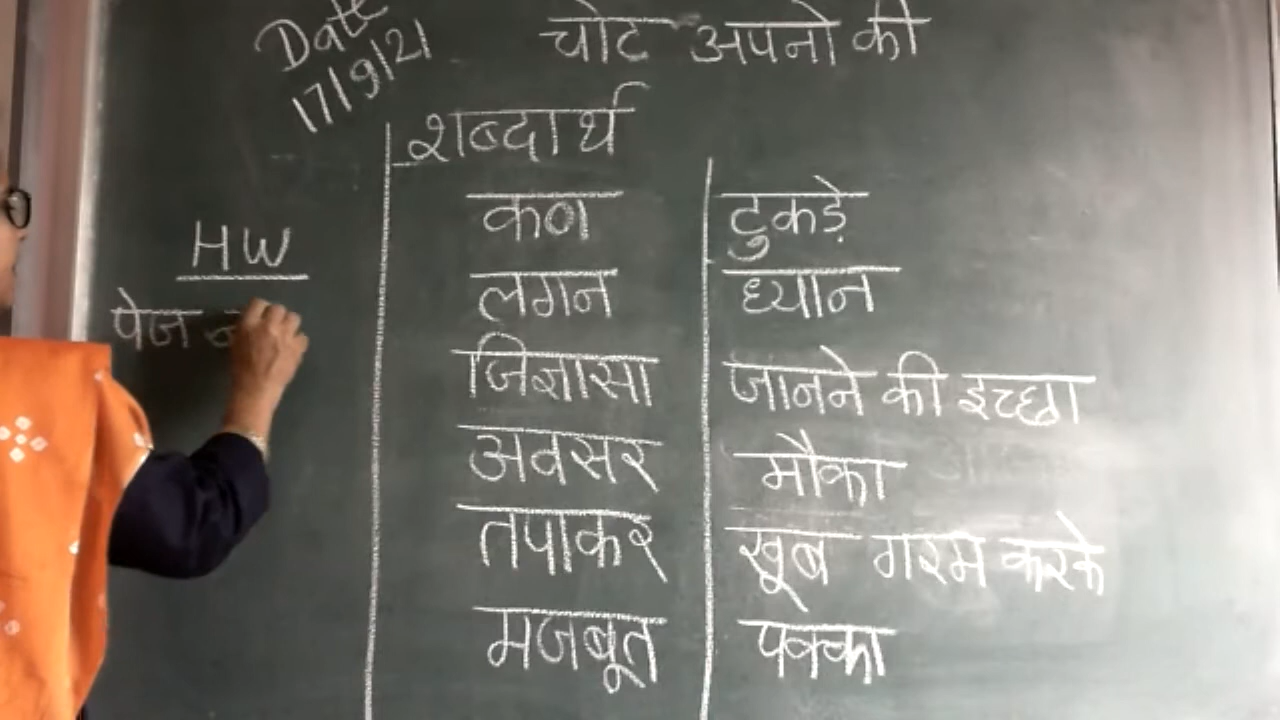 Date
17/9/21
चोट अपनो की
शब्दार्थ
कण टुकड़े
लगन ध्यान
जिज्ञासा जानने की इच्छा
अवसर मौका
तपाकर खूब गरम करके
मजबूत पक्का
HW
पेज